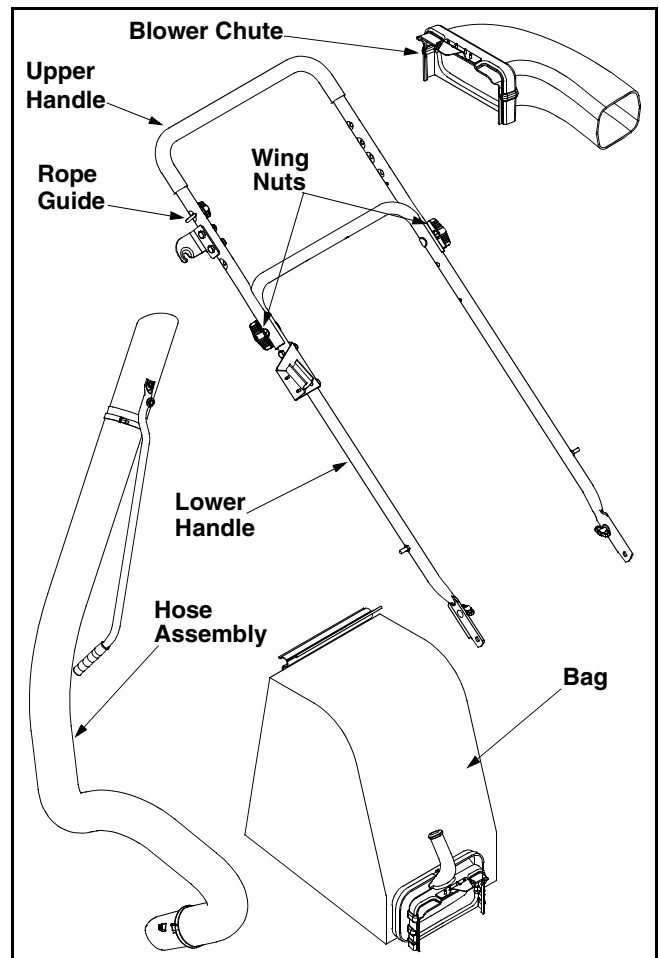 Blower Chute
Upper
Handle
Wing
Nuts
Rope
Guide
Lower
Handle
Hose
Assembly
Bag